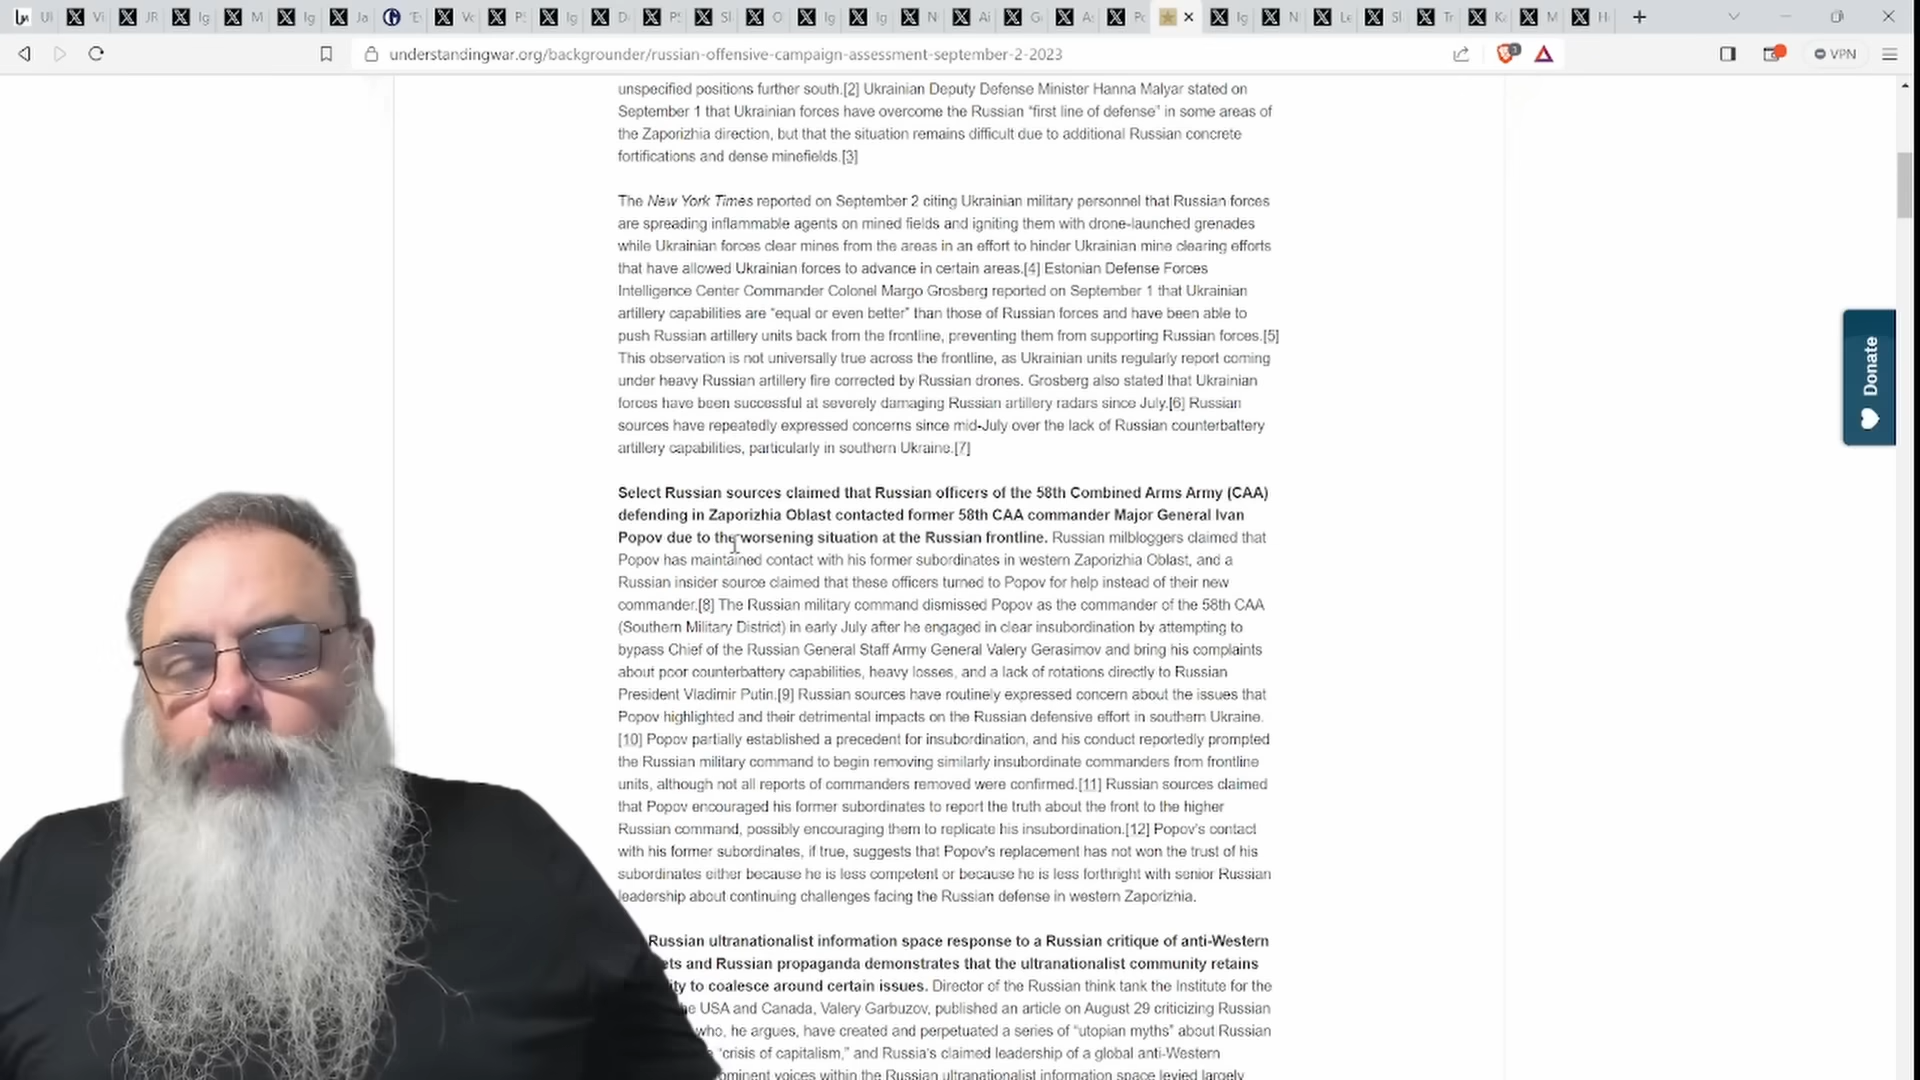 understandingwar.org/backgrounder/russian-offensive-campaign-assessment-september-2-2023
VPN
unspecified positions further south.[2] Ukrainian Deputy Defense Minister Hanna Malyar stated on
September 1 that Ukrainian forces have overcome the Russian “first line of defense” in some areas of
the Zaporizhia direction, but that the situation remains difficult due to additional Russian concrete
fortifications and dense minefields.[3]
The New York Times reported on September 2 citing Ukrainian military personnel that Russian forces
are spreading inflammable agents on mined fields and igniting them with drone-launched grenades
while Ukrainian forces clear mines from the areas in an effort to hinder Ukrainian mine clearing efforts
that have allowed Ukrainian forces to advance in certain areas.[4] Estonian Defense Forces
Intelligence Center Commander Colonel Margo Grosberg reported on September 1 that Ukrainian
artillery capabilities are “equal or even better” than those of Russian forces and have been able to
push Russian artillery units back from the frontline, preventing them from supporting Russian forces.[5]
This observation is not universally true across the frontline, as Ukrainian units regularly report coming
under heavy Russian artillery fire corrected by Russian drones. Grosberg also stated that Ukrainian
forces have been successful at severely damaging Russian artillery radars since July.[6] Russian
sources have repeatedly expressed concerns since mid-July over the lack of Russian counterbattery
artillery capabilities, particularly in southern Ukraine.[7]
Select Russian sources claimed that Russian officers of the 58th Combined Arms Army (CAA)
defending in Zaporizhia Oblast contacted former 58th CAA commander Major General Ivan
Popov due to the worsening situation at the Russian frontline. Russian milbloggers claimed that
Popov has maintained contact with his former subordinates in western Zaporizhia Oblast, and a
Russian insider source claimed that these officers turned to Popov for help instead of their new
commander.[8] The Russian military command dismissed Popov as the commander of the 58th CAA
(Southern Military District) in early July after he engaged in clear insubordination by attempting to
bypass Chief of the Russian General Staff Army General Valery Gerasimov and bring his complaints
about poor counterbattery capabilities, heavy losses, and a lack of rotations directly to Russian
President Vladimir Putin.[9] Russian sources have routinely expressed concern about the issues that
Popov highlighted and their detrimental impacts on the Russian defensive effort in southern Ukraine.
[10] Popov partially established a precedent for insubordination, and his conduct reportedly prompted
the Russian military command to begin removing similarly insubordinate commanders from frontline
units, although not all reports of commanders removed were confirmed.[11] Russian sources claimed
that Popov encouraged his former subordinates to report the truth about the front to the higher
Russian command, possibly encouraging them to replicate his insubordination.[12] Popov’s contact
with his former subordinates, if true, suggests that Popov’s replacement has not won the trust of his
subordinates either because he is less competent or because he is less forthright with senior Russian
leadership about continuing challenges facing the Russian defense in western Zaporizhia.
Russian ultranationalist information space response to a Russian critique of anti-Western
ets and Russian propaganda demonstrates that the ultranationalist community retains
ity to coalesce around certain issues. Director of the Russian think tank the Institute for the
he USA and Canada, Valery Garbuzov, published an article on August 29 criticizing Russian
who, he argues, have created and perpetuated a series of “utopian myths” about Russian
“crisis of capitalism,” and Russia’s claimed leadership of a global anti-Western
ominent voices within the Russian ultranationalist information space levied largely
Donate